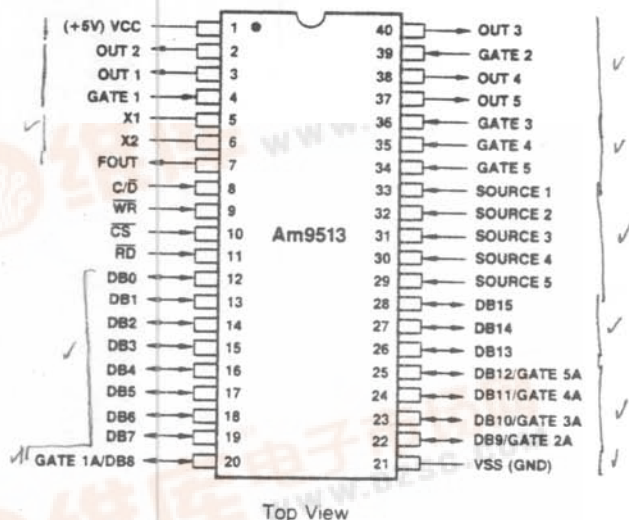 (+5V) VCC 1 40 OUT 3
OUT 2 2 39 GATE 2
OUT 1 3 38 OUT 4
GATE 1 4 37 OUT 5
X1 5 36 GATE 3
X2 6 35 GATE 4
FOUT 7 34 GATE 5
C/D̅ 8 33 SOURCE 1
W̅R̅ 9 32 SOURCE 2
C̅S̅ 10 Am9513 31 SOURCE 3
R̅D̅ 11 30 SOURCE 4
DB0 12 29 SOURCE 5
DB1 13 28 DB15
DB2 14 27 DB14
DB3 15 26 DB13
DB4 16 25 DB12/GATE 5A
DB5 17 24 DB11/GATE 4A
DB6 18 23 DB10/GATE 3A
DB7 19 22 DB9/GATE 2A
GATE 1A/DB8 20 21 VSS (GND)
Top View